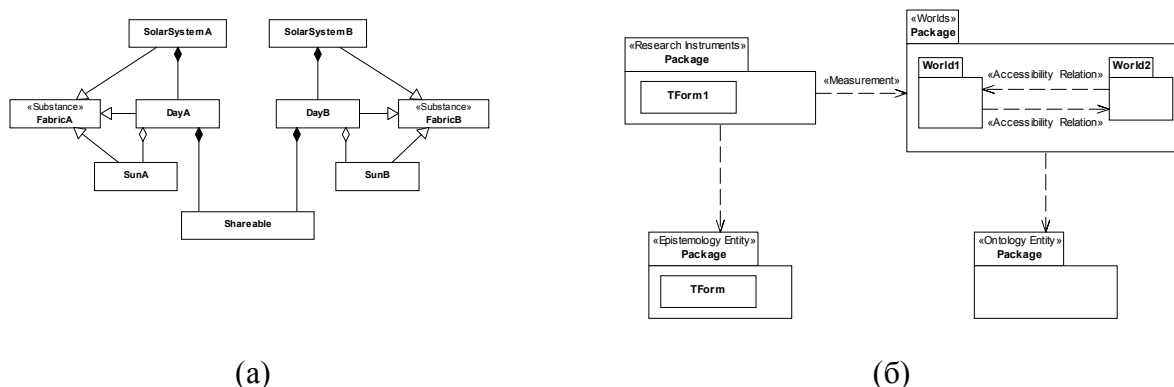 SolarSystemA
SolarSystemB
«Substance»
FabricA
DayA
DayB
«Substance»
FabricB
SunA
SunB
Shareable
(а)
«Research Instruments»
Package
TForm1
«Measurement»
«Worlds»
Package
World1
«Accessibility Relation»
World2
«Accessibility Relation»
«Epistemology Entity»
Package
TForm
«Ontology Entity»
Package
(б)